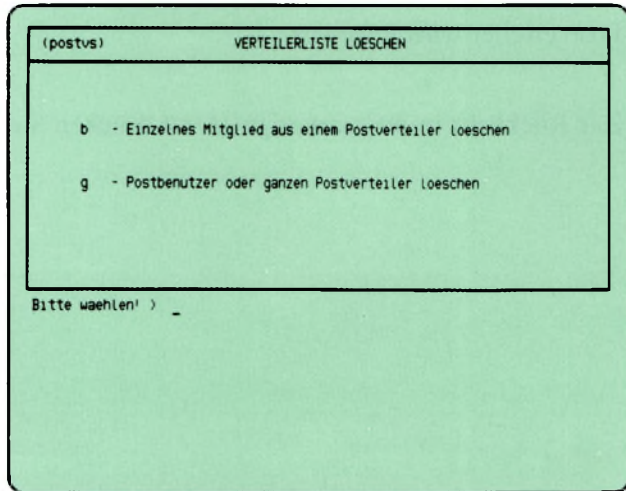 (postvs) VERTEILERLISTE LOESCHEN
b - Einzelnes Mitglied aus einem Postverteiler loeschen
g - Postbenutzer oder ganzen Postverteiler loeschen
Bitte waehlen! > _